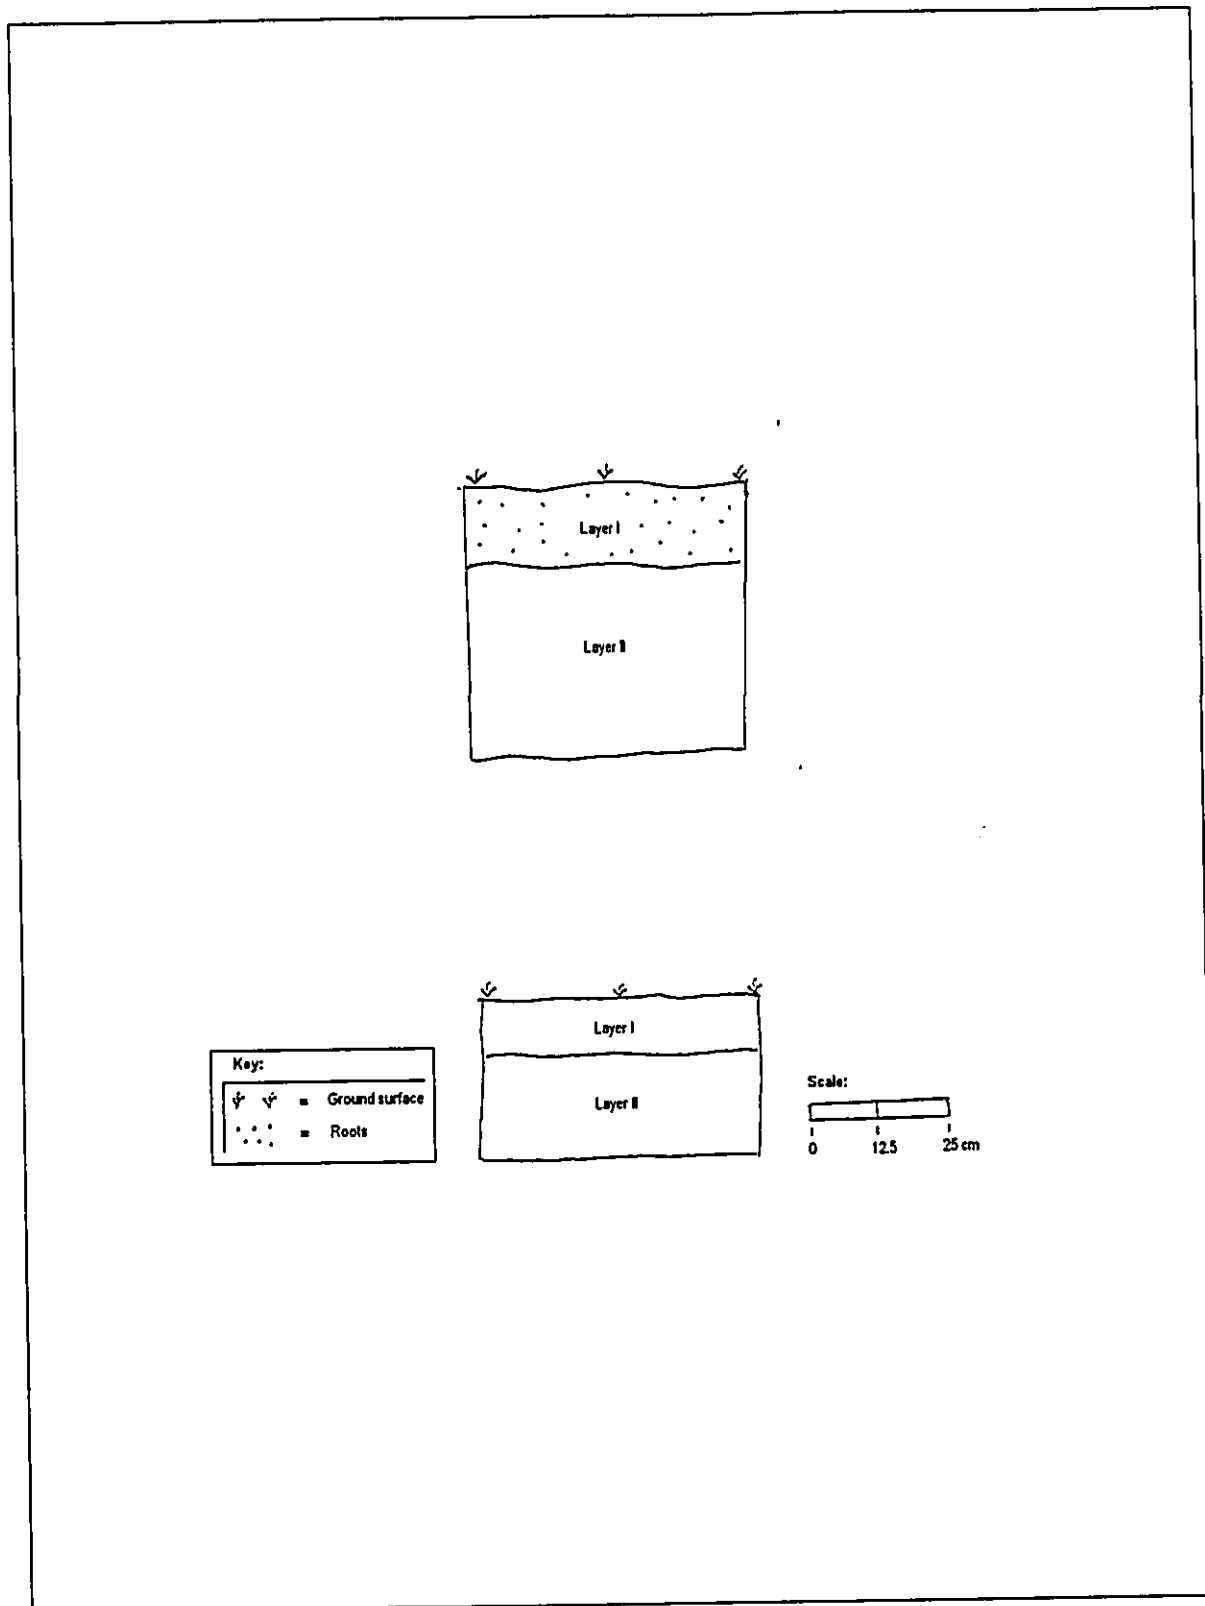 Layer I
Layer II
Layer I
Layer II
Key:
= Ground surface
= Roots
Scale:
0 12.5 25 cm